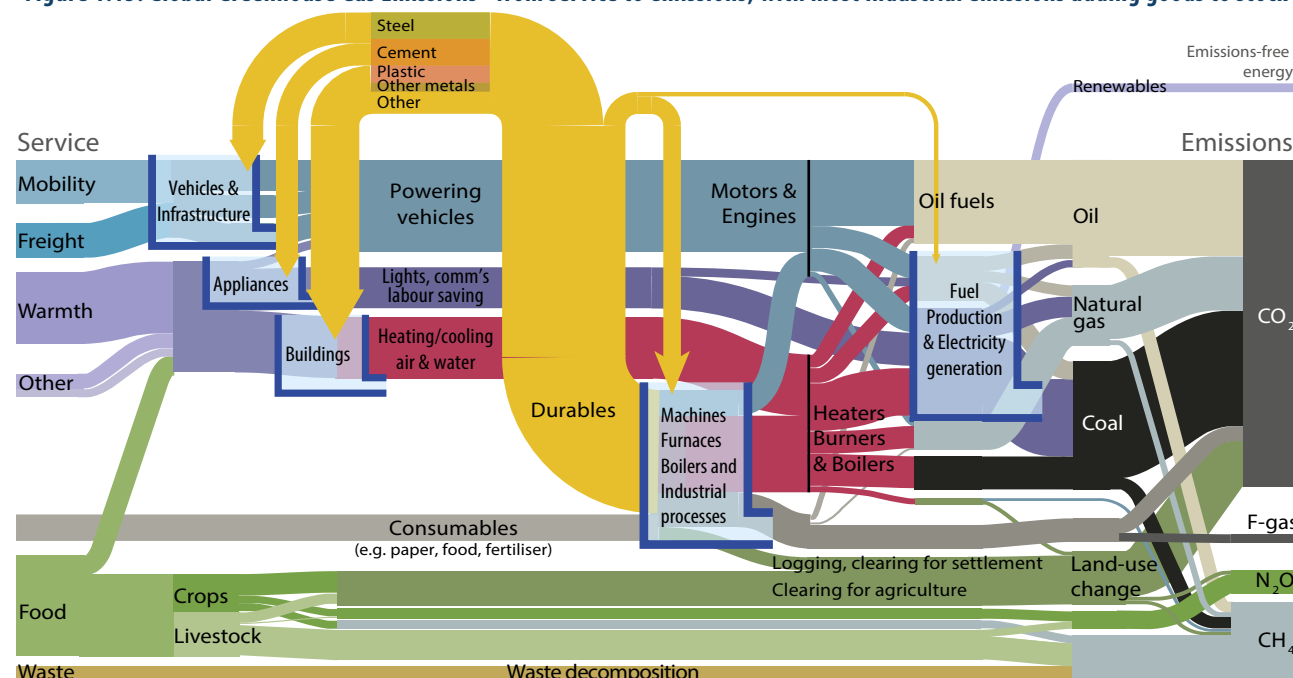 Steel
Cement
Plastic
Other metals
Other
Emissions-free
energy
Renewables
Service
Emissions
Mobility
Vehicles &
Infrastructure
Powering
vehicles
Motors &
Engines
Oil fuels
Oil
Freight
Appliances
Lights, comm's
labour saving
Fuel
Production
& Electricity
generation
Natural
gas
CO2
Warmth
Buildings
Heating/cooling
air & water
Other
Durables
Machines
Furnaces
Boilers and
Industrial
processes
Heaters
Burners
& Boilers
Coal
Consumables
(e.g. paper, food, fertiliser)
F-gas
Logging, clearing for settlement
Clearing for agriculture
Land-use
change
Food
Crops
Livestock
N2O
CH4
Waste
Waste decomposition